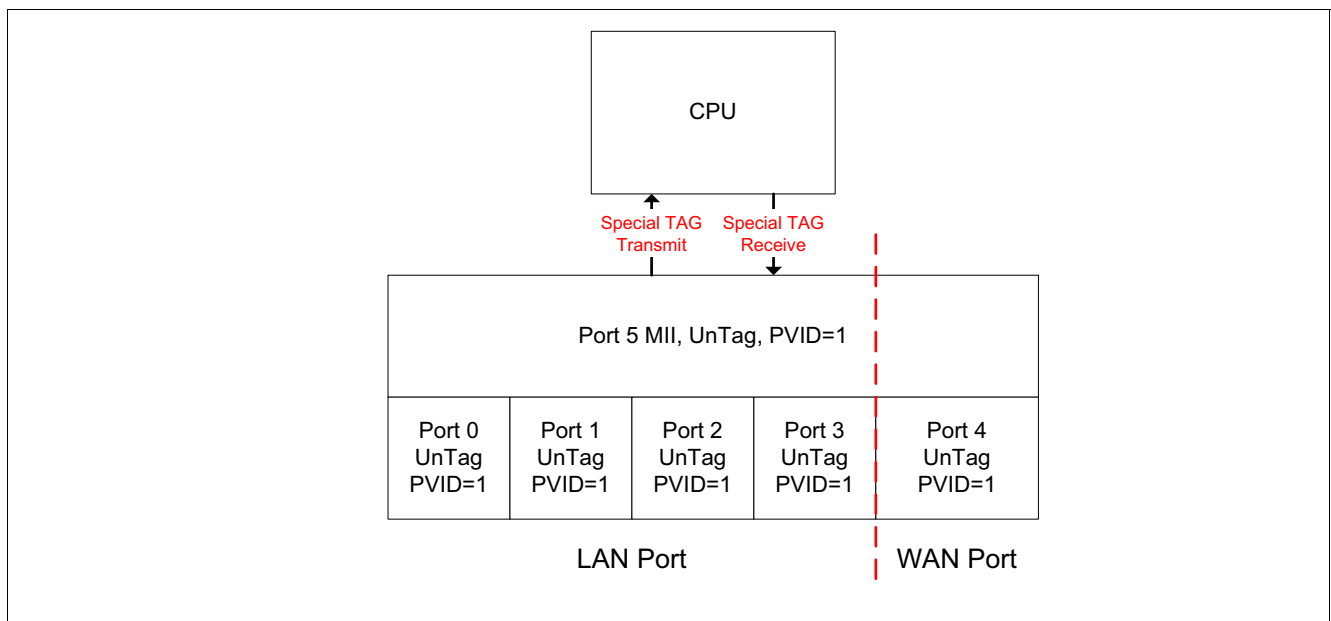 CPU
Special TAG
Transmit
Special TAG
Receive
Port 5 MII, UnTag, PVID=1
Port 0
UnTag
PVID=1
Port 1
UnTag
PVID=1
Port 2
UnTag
PVID=1
Port 3
UnTag
PVID=1
Port 4
UnTag
PVID=1
LAN Port
WAN Port